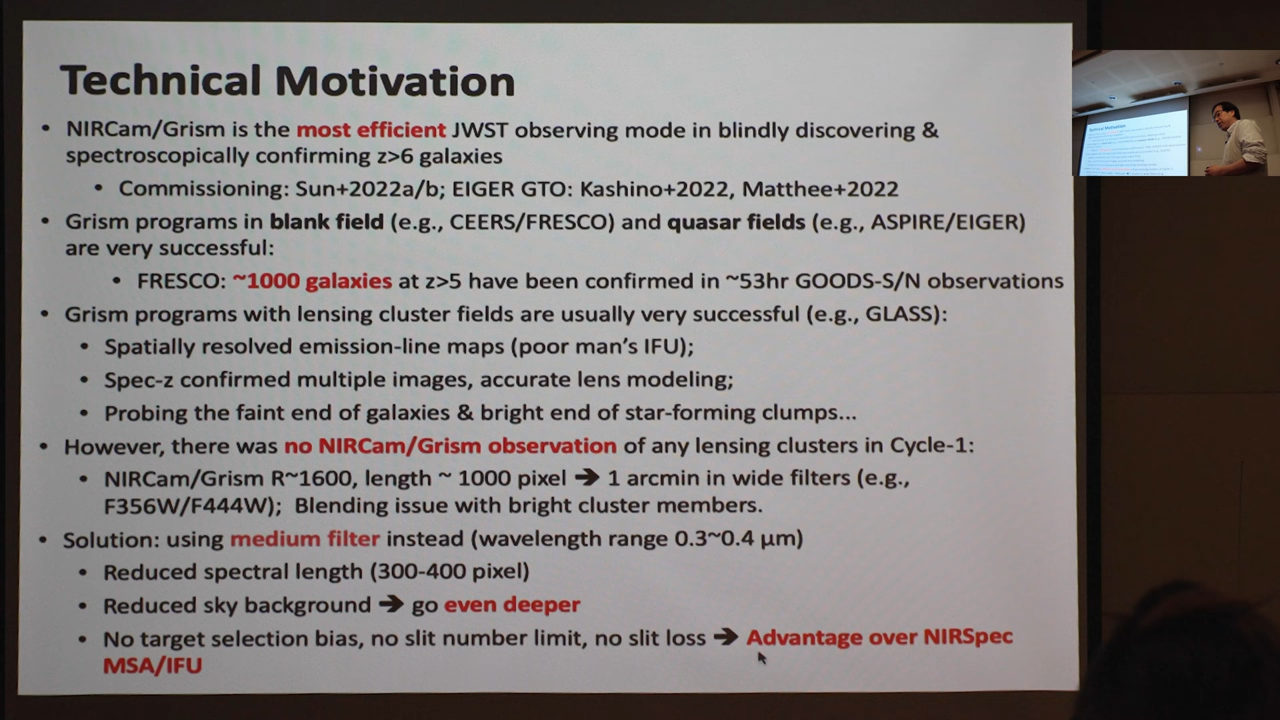 Technical Motivation
• NIRCam/Grism is the most efficient JWST observing mode in blindly discovering &
spectroscopically confirming z>6 galaxies
• Commissioning: Sun+2022a/b; EIGER GTO: Kashino+2022, Matthee+2022
• Grism programs in blank field (e.g., CEERS/FRESCO) and quasar fields (e.g., ASPIRE/EIGER)
are very successful:
• FRESCO: ~1000 galaxies at z>5 have been confirmed in ~53hr GOODS-S/N observations
• Grism programs with lensing cluster fields are usually very successful (e.g., GLASS):
• Spatially resolved emission-line maps (poor man's IFU);
• Spec-z confirmed multiple images, accurate lens modeling;
• Probing the faint end of galaxies & bright end of star-forming clumps...
• However, there was no NIRCam/Grism observation of any lensing clusters in Cycle-1:
• NIRCam/Grism R~1600, length ~ 1000 pixel ➔ 1 arcmin in wide filters (e.g.,
F356W/F444W); Blending issue with bright cluster members.
• Solution: using medium filter instead (wavelength range 0.3~0.4 μm)
• Reduced spectral length (300-400 pixel)
• Reduced sky background ➔ go even deeper
• No target selection bias, no slit number limit, no slit loss ➔ Advantage over NIRSpec
MSA/IFU
Technical Motivation